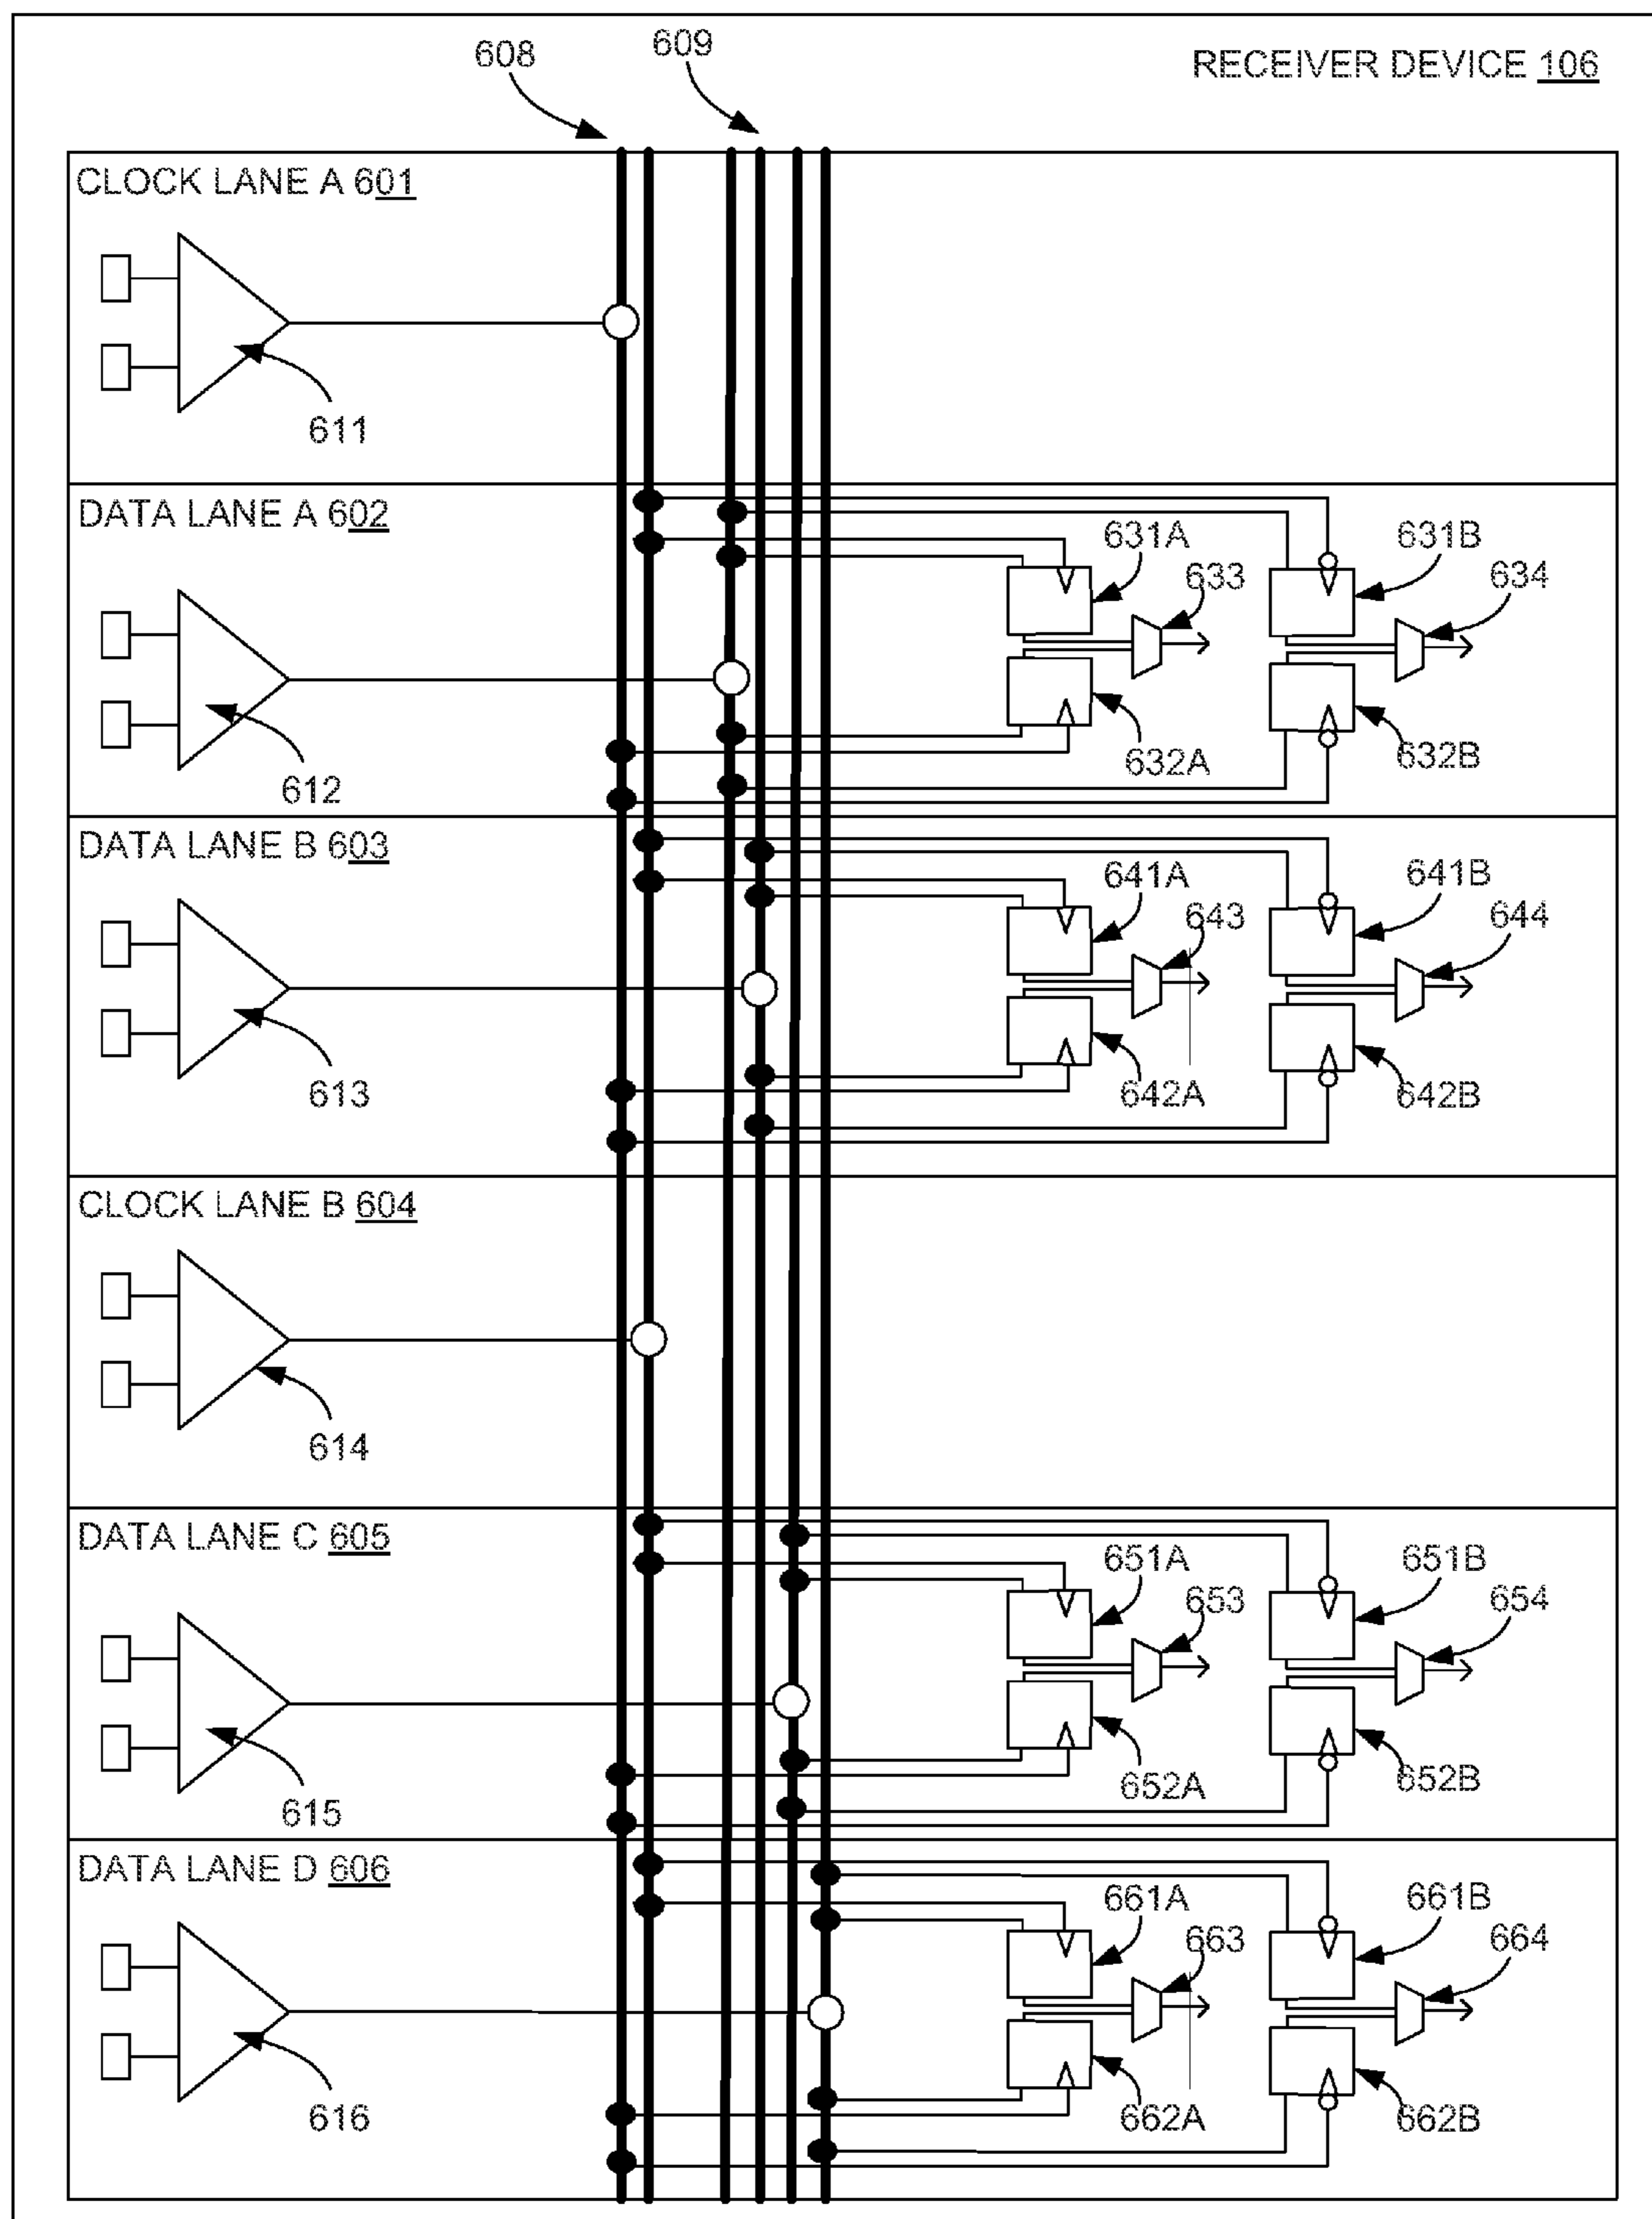 608
609
RECEIVER DEVICE 106
CLOCK LANE A 601
611
DATA LANE A 602
631A
633
631B
634
632A
632B
612
DATA LANE B 603
641A
643
641B
644
642A
642B
613
CLOCK LANE B 604
614
DATA LANE C 605
651A
653
651B
654
652A
652B
615
DATA LANE D 606
661A
663
661B
664
662A
662B
616